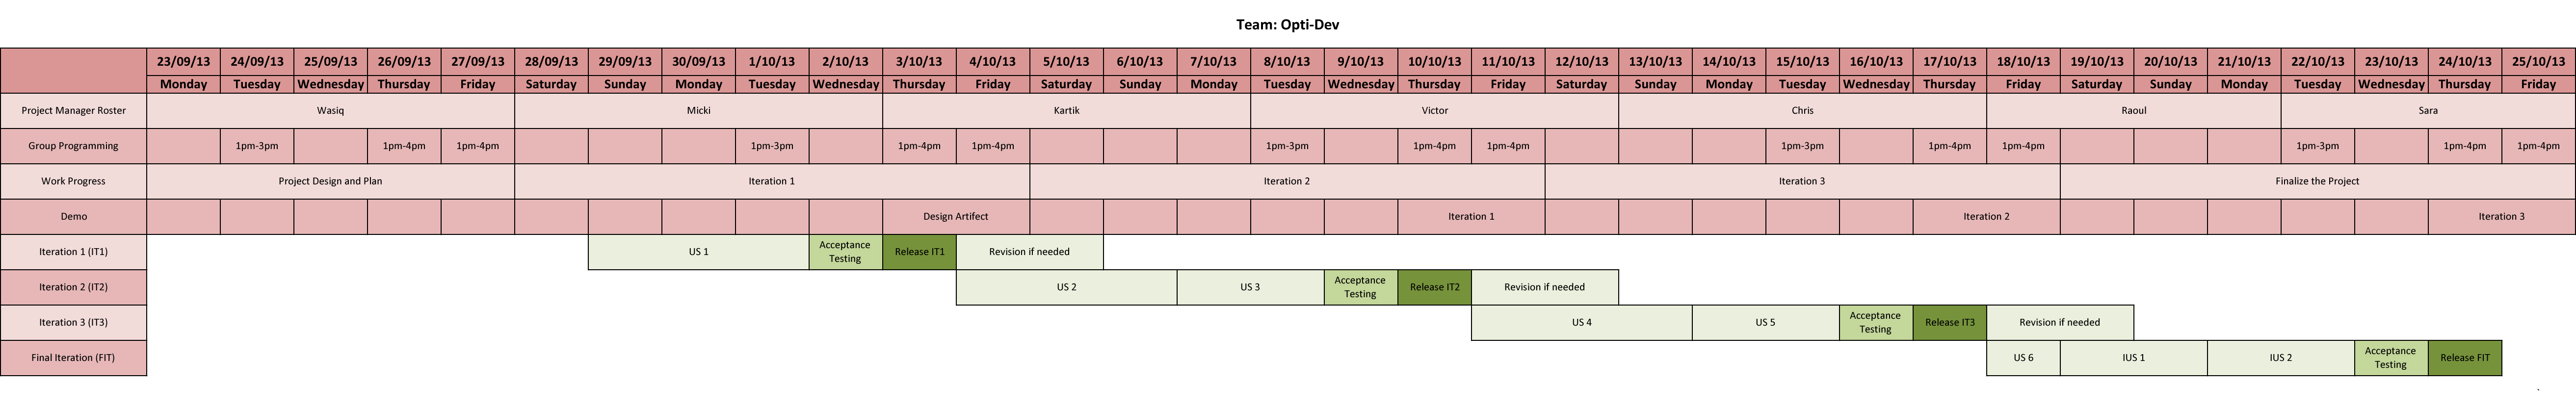 Team: Opti-Dev
23/09/13 24/09/13 25/09/13 26/09/13 27/09/13 28/09/13 29/09/13 30/09/13 1/10/13 2/10/13 3/10/13 4/10/13 5/10/13 6/10/13 7/10/13 8/10/13 9/10/13 10/10/13 11/10/13 12/10/13 13/10/13 14/10/13 15/10/13 16/10/13 17/10/13 18/10/13 19/10/13 20/10/13 21/10/13 22/10/13 23/10/13 24/10/13 25/10/13
Monday Tuesday Wednesday Thursday Friday Saturday Sunday Monday Tuesday Wednesday Thursday Friday Saturday Sunday Monday Tuesday Wednesday Thursday Friday Saturday Sunday Monday Tuesday Wednesday Thursday Friday Saturday Sunday Monday Tuesday Wednesday Thursday Friday
Project Manager Roster Wasiq Micki Kartik Victor Chris Raoul Sara
Group Programming 1pm-3pm 1pm-4pm 1pm-4pm 1pm-3pm 1pm-4pm 1pm-4pm 1pm-3pm 1pm-4pm 1pm-4pm 1pm-3pm 1pm-4pm 1pm-4pm 1pm-3pm 1pm-4pm 1pm-4pm
Work Progress Project Design and Plan Iteration 1 Iteration 2 Iteration 3 Finalize the Project
Demo Design Artifect Iteration 1 Iteration 2 Iteration 3
Iteration 1 (IT1) US 1 Acceptance Testing Release IT1 Revision if needed
Iteration 2 (IT2) US 2 US 3 Acceptance Testing Release IT2 Revision if needed
Iteration 3 (IT3) US 4 US 5 Acceptance Testing Release IT3 Revision if needed
Final Iteration (FIT) US 6 IUS 1 IUS 2 Acceptance Testing Release FIT